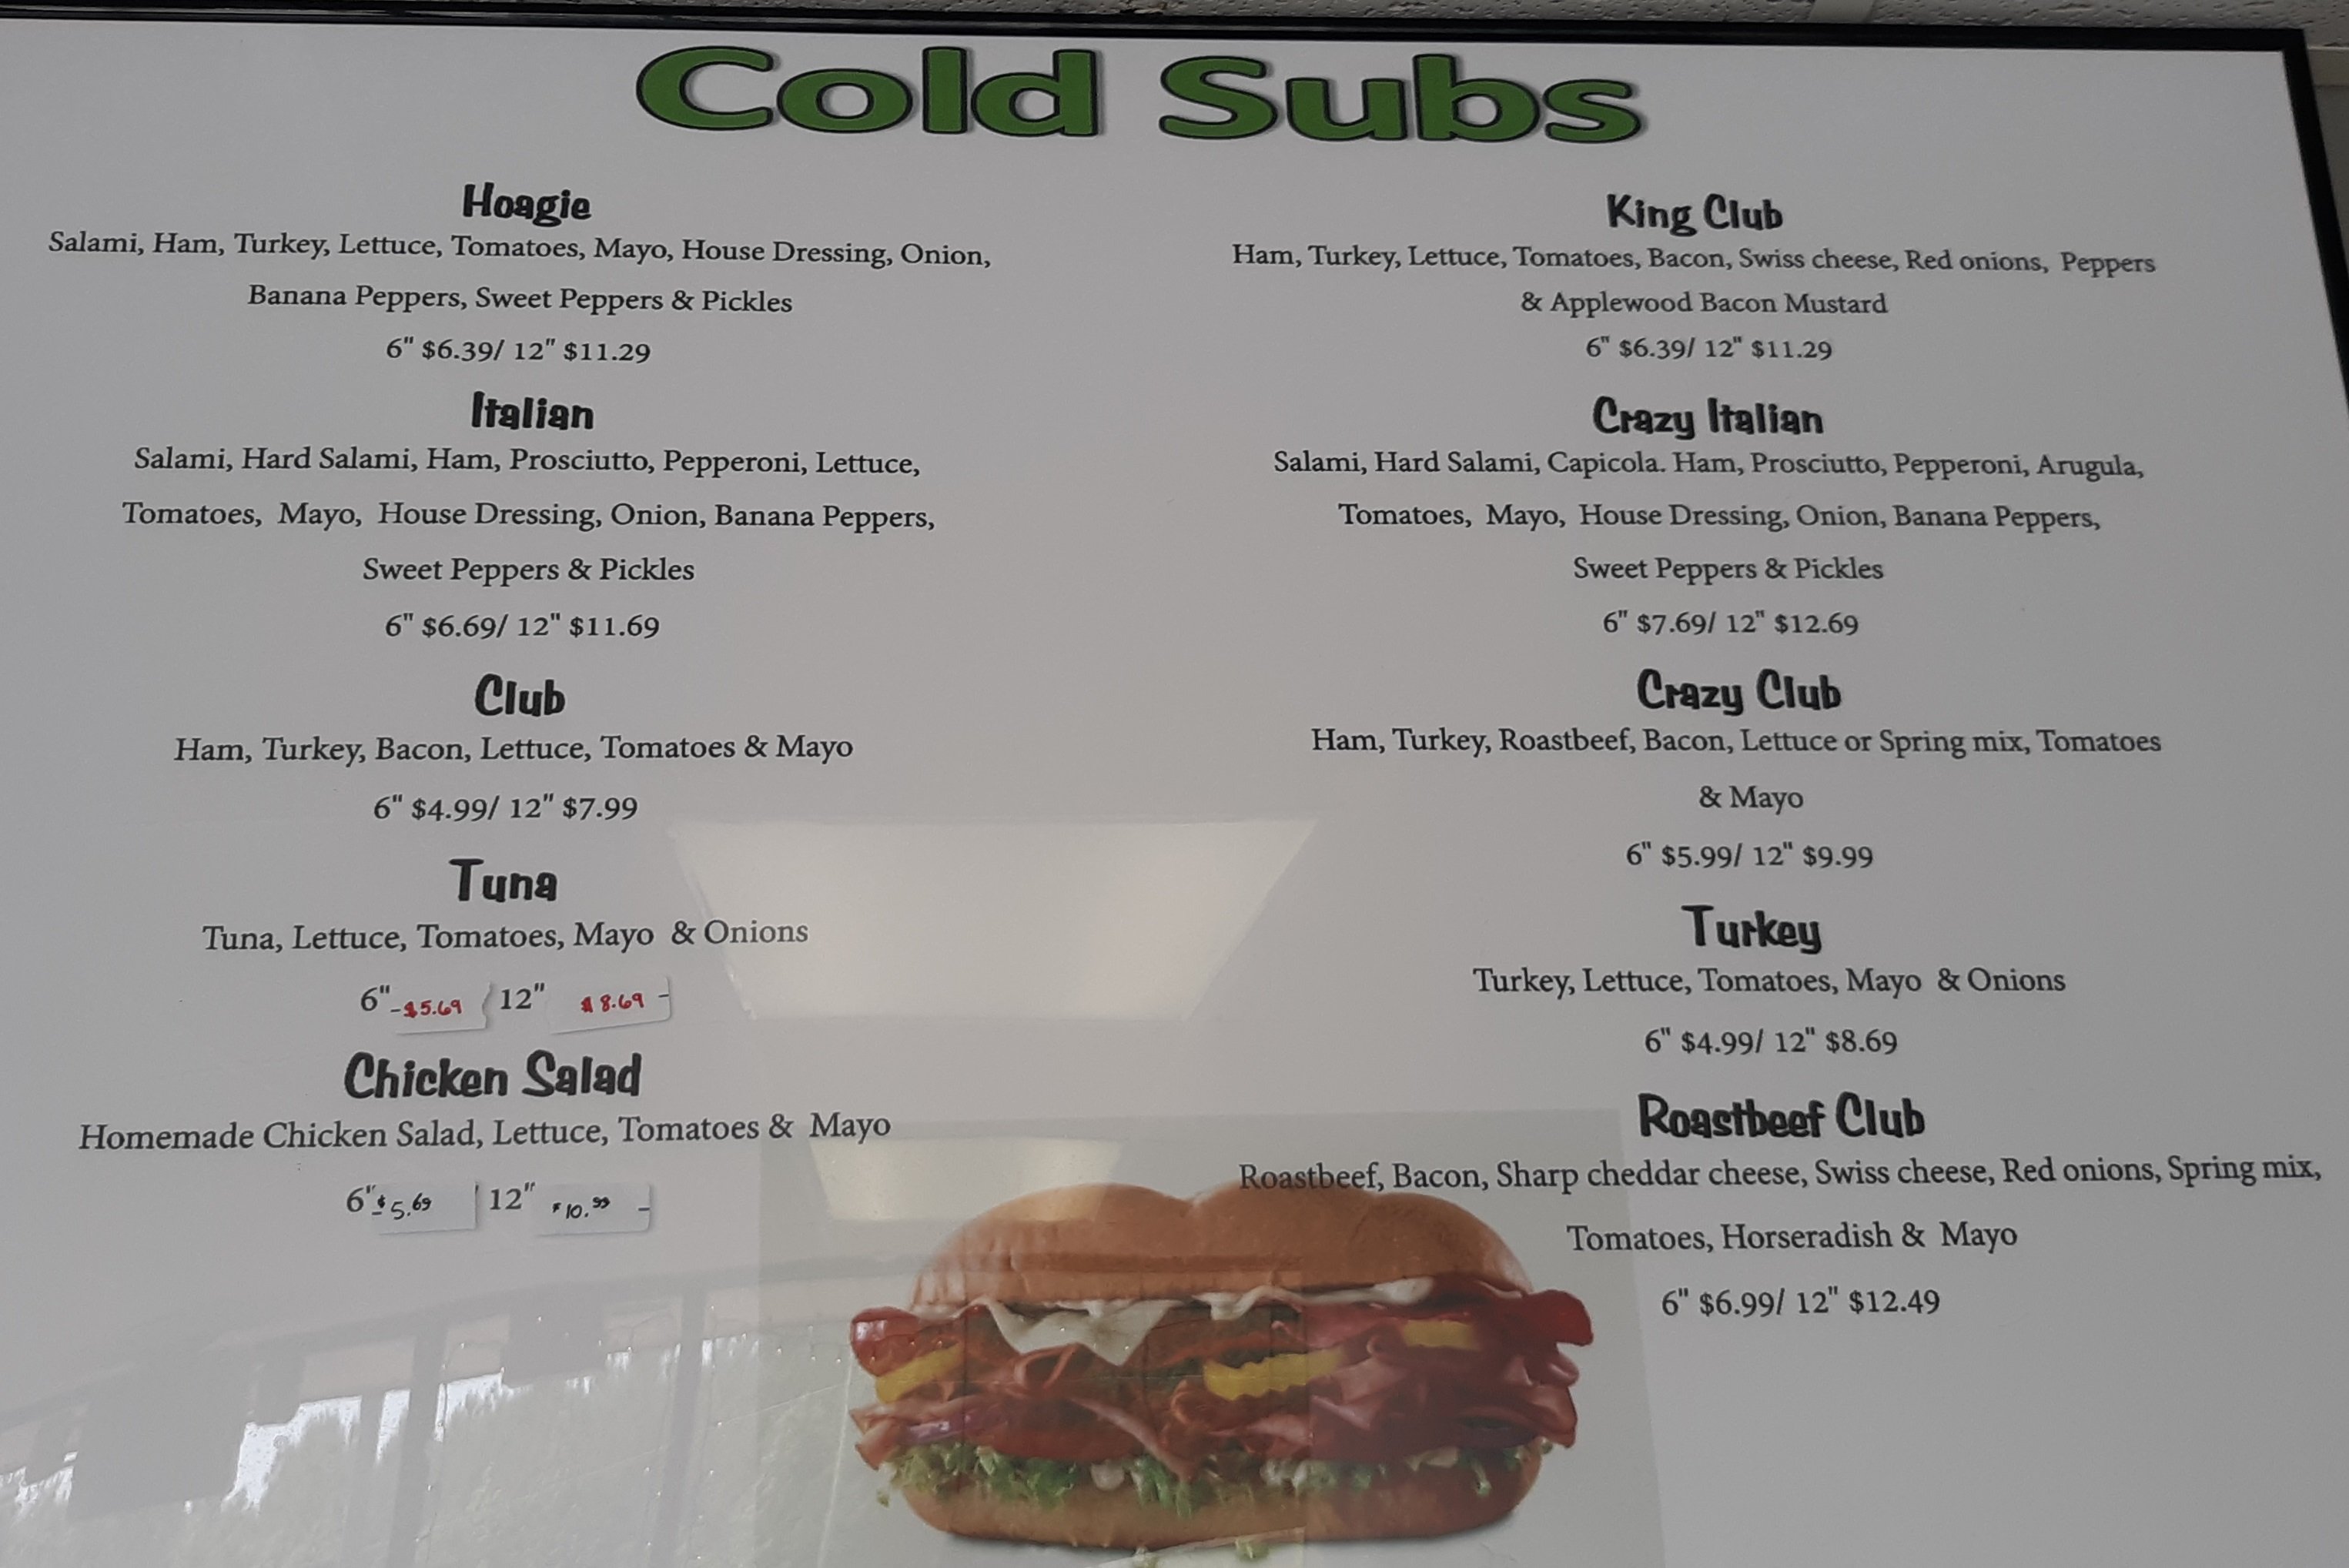 Cold Subs
Hoagie
Salami, Ham, Turkey, Lettuce, Tomatoes, Mayo, House Dressing, Onion,
Banana Peppers, Sweet Peppers & Pickles
6" $6.39/ 12" $11.29
Italian
Salami, Hard Salami, Ham, Prosciutto, Pepperoni, Lettuce,
Tomatoes, Mayo, House Dressing, Onion, Banana Peppers,
Sweet Peppers & Pickles
6" $6.69/ 12" $11.69
Club
Ham, Turkey, Bacon, Lettuce, Tomatoes & Mayo
6" $4.99/ 12" $7.99
Tuna
Tuna, Lettuce, Tomatoes, Mayo & Onions
6" $5.69 / 12" $8.69
Chicken Salad
Homemade Chicken Salad, Lettuce, Tomatoes & Mayo
6" $5.69 / 12" $10.99
King Club
Ham, Turkey, Lettuce, Tomatoes, Bacon, Swiss cheese, Red onions, Peppers
& Applewood Bacon Mustard
6" $6.39/ 12" $11.29
Crazy Italian
Salami, Hard Salami, Capicola. Ham, Prosciutto, Pepperoni, Arugula,
Tomatoes, Mayo, House Dressing, Onion, Banana Peppers,
Sweet Peppers & Pickles
6" $7.69/ 12" $12.69
Crazy Club
Ham, Turkey, Roastbeef, Bacon, Lettuce or Spring mix, Tomatoes
& Mayo
6" $5.99/ 12" $9.99
Turkey
Turkey, Lettuce, Tomatoes, Mayo & Onions
6" $4.99/ 12" $8.69
Roastbeef Club
Roastbeef, Bacon, Sharp cheddar cheese, Swiss cheese, Red onions, Spring mix,
Tomatoes, Horseradish & Mayo
6" $6.99/ 12" $12.49